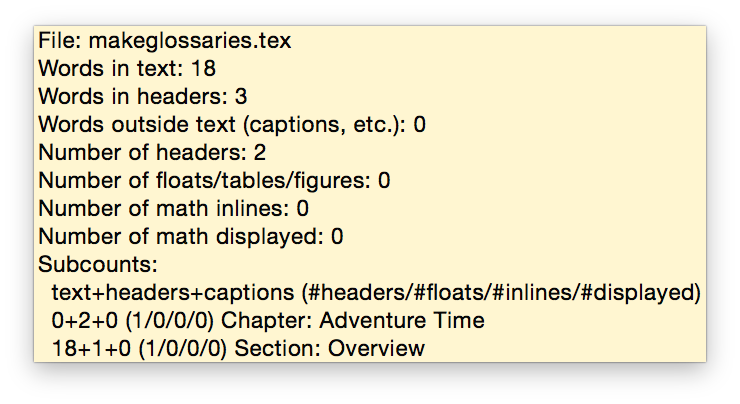 File: makeglossaries.tex
Words in text: 18
Words in headers: 3
Words outside text (captions, etc.): 0
Number of headers: 2
Number of floats/tables/figures: 0
Number of math inlines: 0
Number of math displayed: 0
Subcounts:
  text+headers+captions (#headers/#floats/#inlines/#displayed)
  0+2+0 (1/0/0/0) Chapter: Adventure Time
  18+1+0 (1/0/0/0) Section: Overview